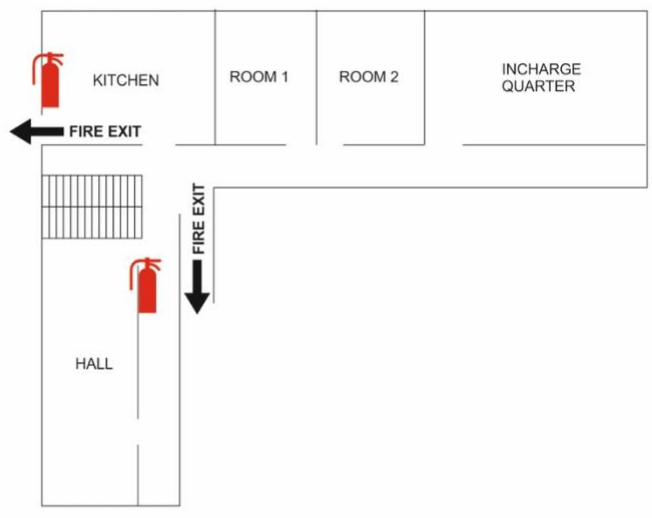 KITCHEN
ROOM 1
ROOM 2
INCHARGE
QUARTER
FIRE EXIT
FIRE EXIT
HALL